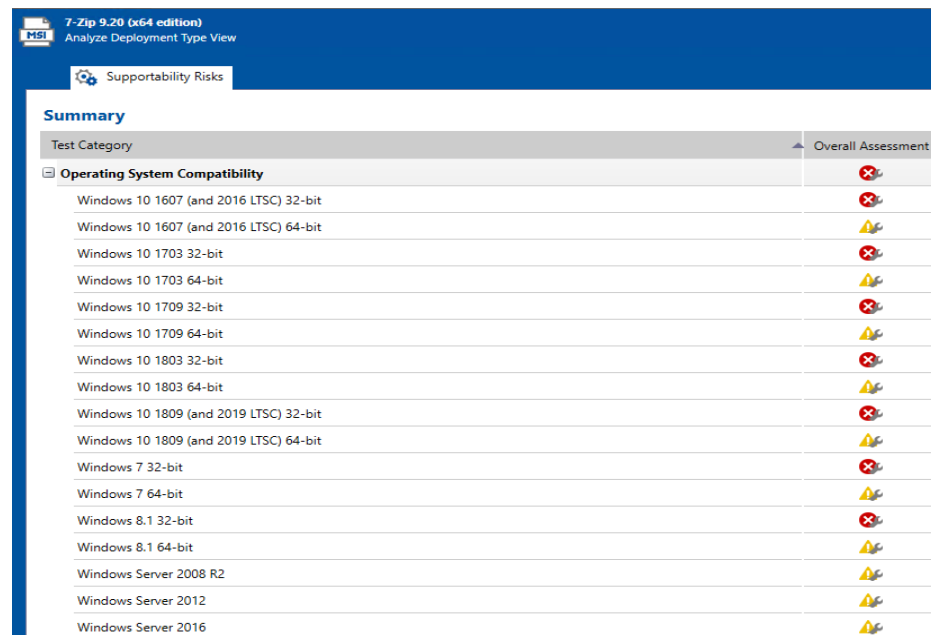 7-Zip 9.20 (x64 edition)
MSI
Analyze Deployment Type View
Supportability Risks
Summary
Test Category
Overall Assessment
Operating System Compatibility
Windows 10 1607 (and 2016 LTSC) 32-bit
Windows 10 1607 (and 2016 LTSC) 64-bit
Windows 10 1703 32-bit
Windows 10 1703 64-bit
Windows 10 1709 32-bit
Windows 10 1709 64-bit
Windows 10 1803 32-bit
Windows 10 1803 64-bit
Windows 10 1809 (and 2019 LTSC) 32-bit
Windows 10 1809 (and 2019 LTSC) 64-bit
Windows 7 32-bit
Windows 7 64-bit
Windows 8.1 32-bit
Windows 8.1 64-bit
Windows Server 2008 R2
Windows Server 2012
Windows Server 2016